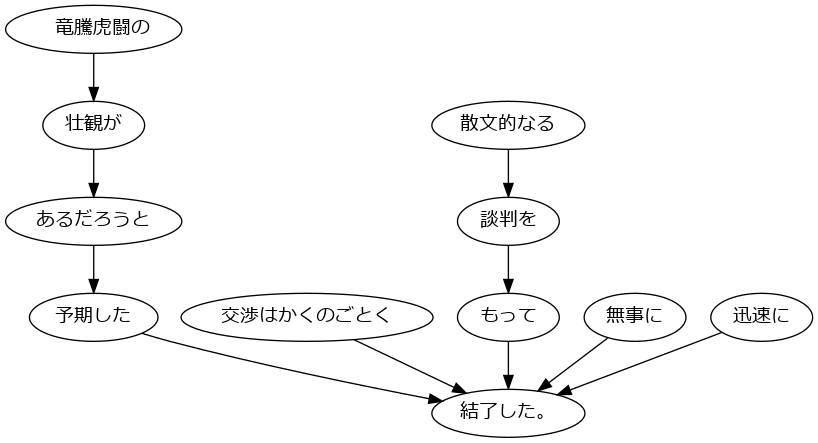 竜騰虎闘の
壮観が
散文的なる
あるだろうと
談判を
予期した
交渉はかくのごとく
もって
無事に
迅速に
結了した。